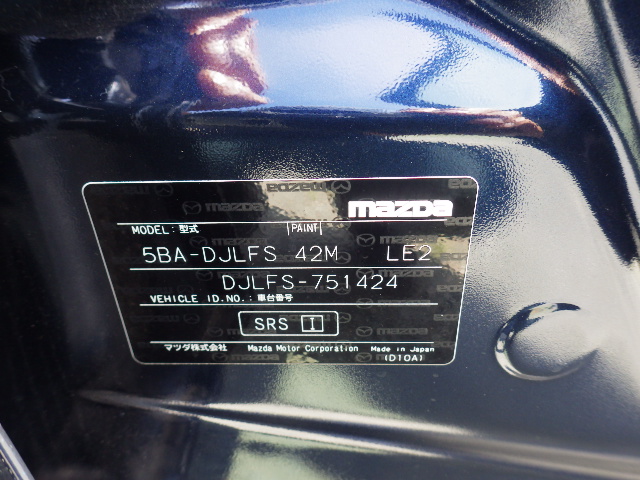 mazda
MODEL: 型式 PAINT
5BA-DJLFS 42M LE2
DJLFS-751424
VEHICLE ID.NO.: 車台番号
SRS I
マツダ株式会社 Mazda Motor Corporation Made in Japan
(D10A)